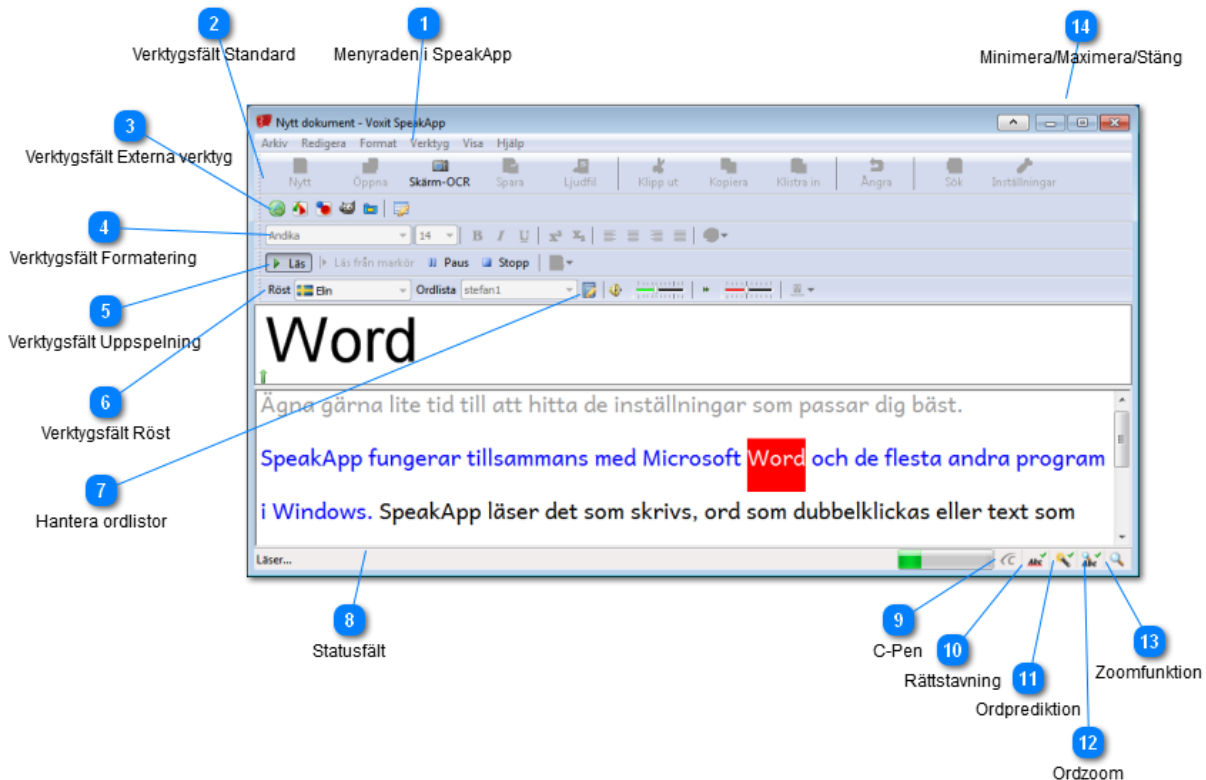 2
1
14
Verktygsfält Standard
Menyraden i SpeakApp
Minimera/Maximera/Stäng
3
Verktygsfält Externa verktyg
4
Verktygsfält Formatering
5
Verktygsfält Uppspelning
6
Verktygsfält Röst
7
Hantera ordlistor
Nytt dokument - Voxit SpeakApp
Arkiv Redigera Format Verktyg Visa Hjälp
Nytt Öppna Skärm-OCR Spara Ljudfil Klipp ut Kopiera Klistra in Ångra Sök Inställningar
Andika 14 B I U x² X₂
Läs Läs från markör Paus Stopp
Röst Elin Ordlista stefan1
Word
Ägna gärna lite tid till att hitta de inställningar som passar dig bäst.
SpeakApp fungerar tillsammans med Microsoft Word och de flesta andra program
i Windows. SpeakApp läser det som skrivs, ord som dubbelklickas eller text som
Läser...
Abc Abc
8
Statusfält
9
C-Pen
10
Rättstavning
11
Ordprediktion
12
Ordzoom
13
Zoomfunktion